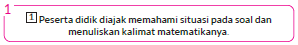 1
1 Peserta didik diajak memahami situasi pada soal dan
menuliskan kalimat matematikanya.